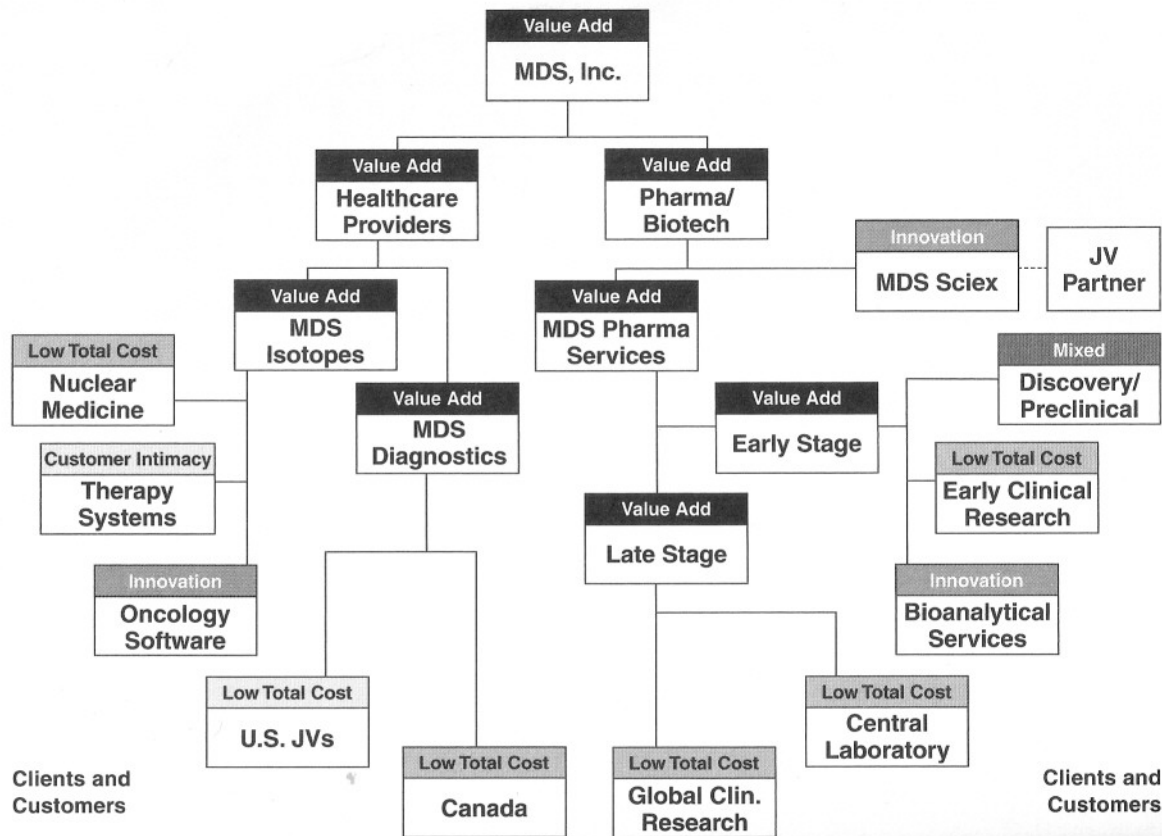 Value Add
MDS, Inc.
Value Add
Healthcare
Providers
Value Add
Pharma/
Biotech
Innovation
MDS Sciex
JV
Partner
Value Add
MDS
Isotopes
Value Add
MDS Pharma
Services
Low Total Cost
Nuclear
Medicine
Mixed
Discovery/
Preclinical
Value Add
MDS
Diagnostics
Value Add
Early Stage
Customer Intimacy
Therapy
Systems
Low Total Cost
Early Clinical
Research
Value Add
Late Stage
Innovation
Oncology
Software
Innovation
Bioanalytical
Services
Low Total Cost
U.S. JVs
Low Total Cost
Central
Laboratory
Low Total Cost
Canada
Low Total Cost
Global Clin.
Research
Clients and
Customers
Clients and
Customers